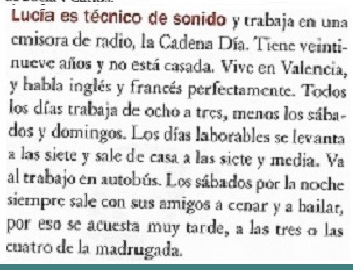 Lucía es técnico de sonido y trabaja en una
emisora de radio, la Cadena Día. Tiene veinti-
nueve años y no está casada. Vive en Valencia,
y habla inglés y francés perfectamente. Todos
los días trabaja de ocho a tres, menos los sába-
dos y domingos. Los días laborables se levanta
a las siete y sale de casa a las siete y media. Va
al trabajo en autobús. Los sábados por la noche
siempre sale con sus amigos a cenar y a bailar,
por eso se acuesta muy tarde, a las tres o las
cuatro de la madrugada.